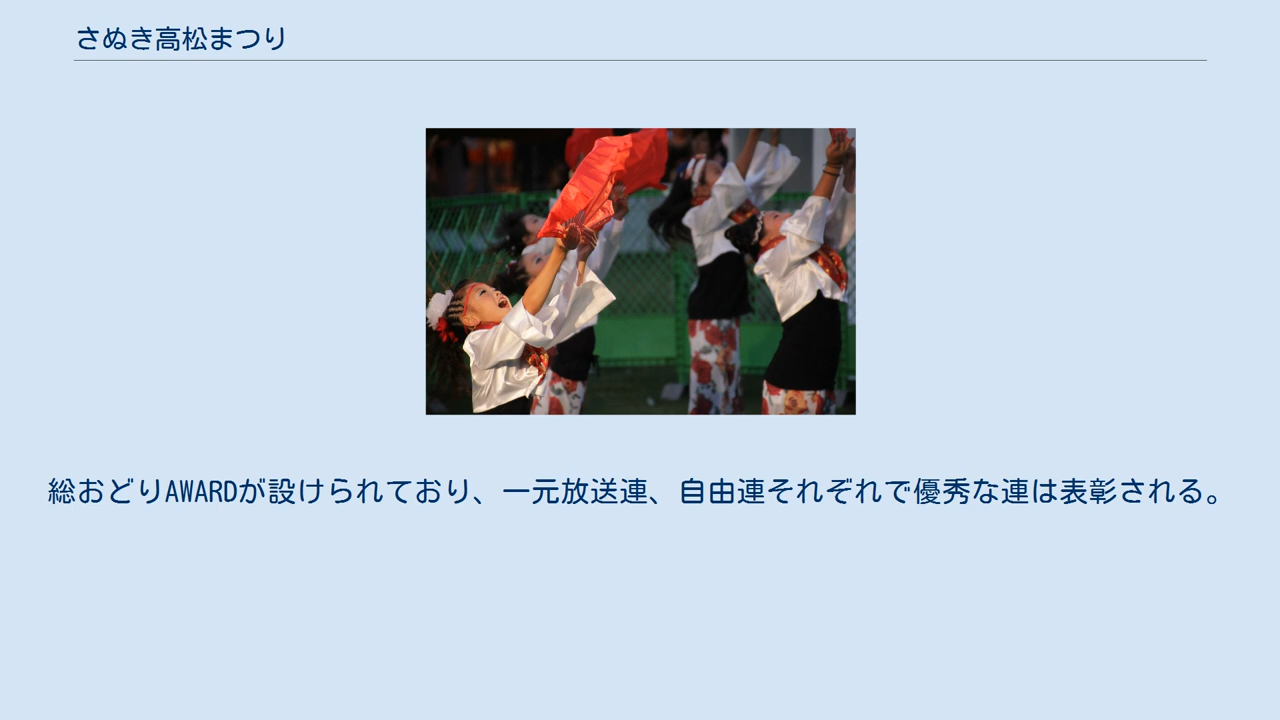 さぬき高松まつり
総おどりAWARDが設けられており、一元放送連、自由連それぞれで優秀な連は表彰される。